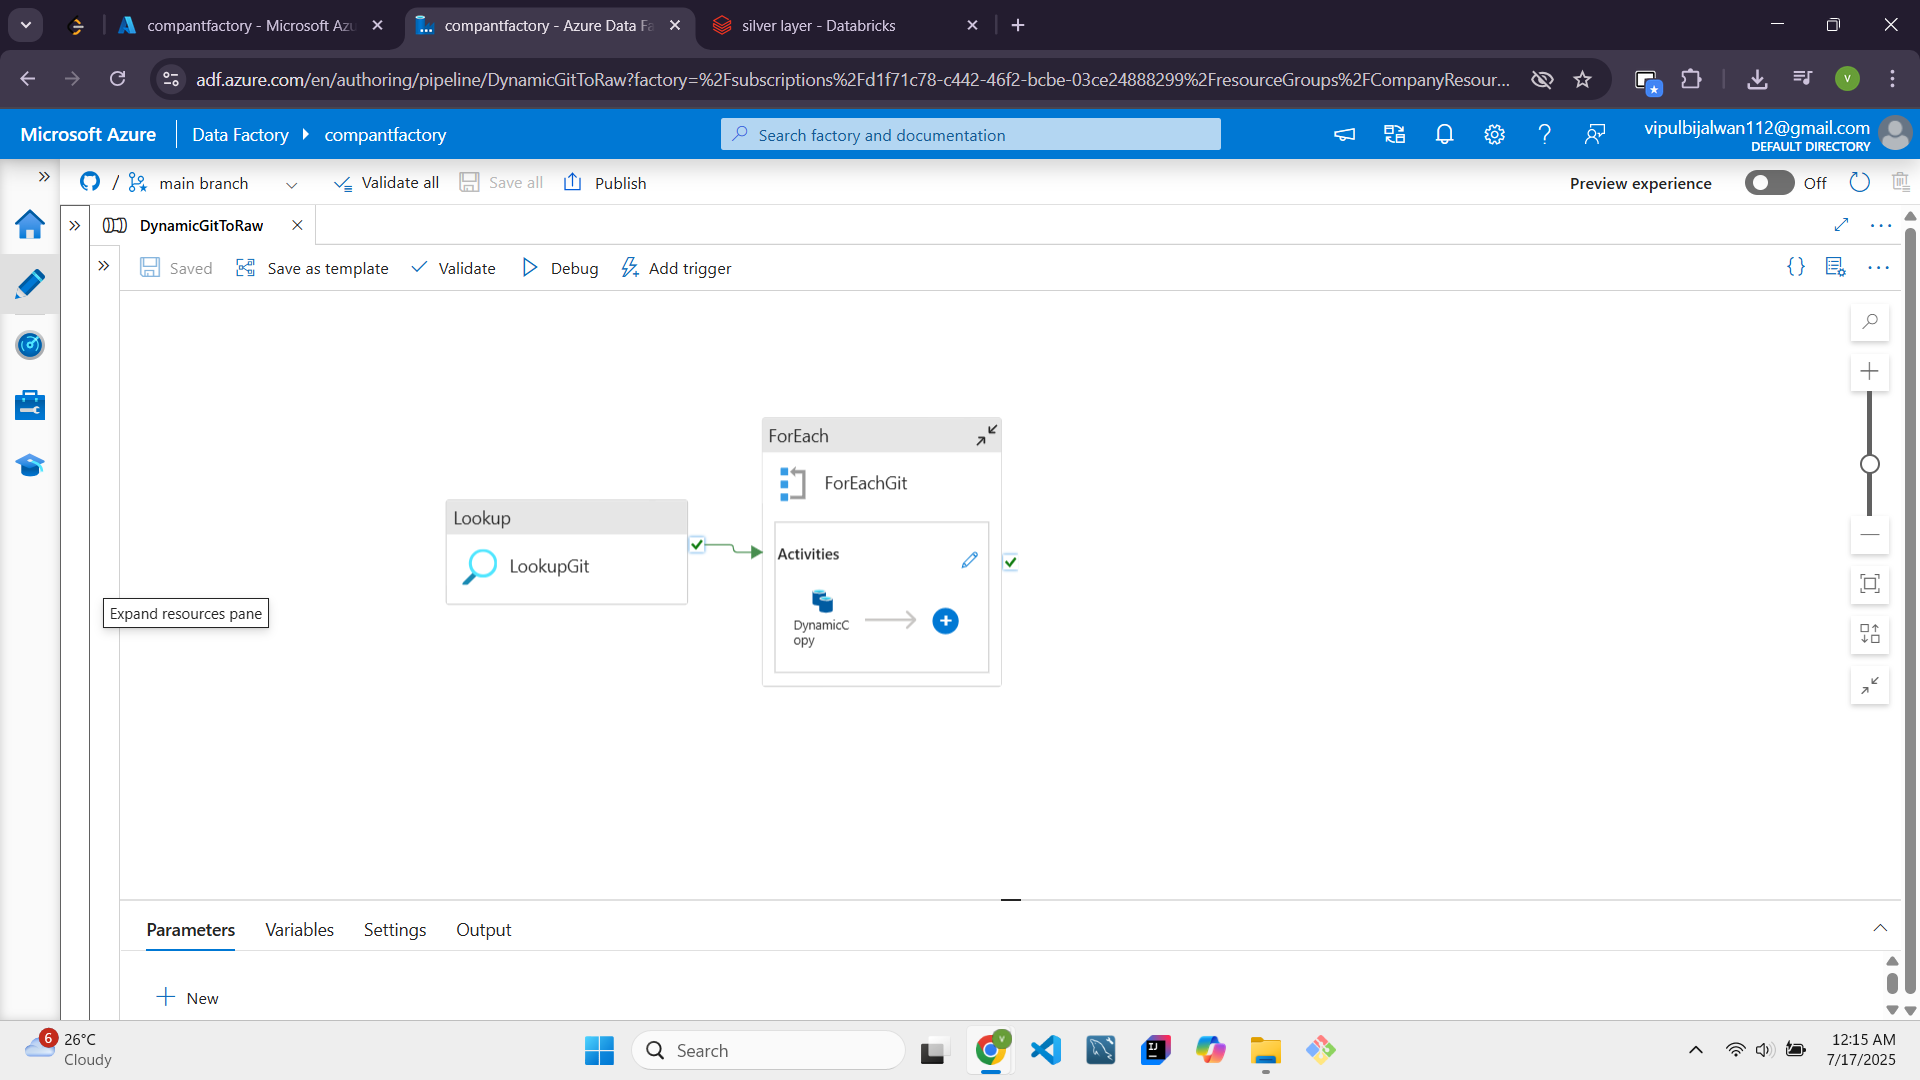 compantfactory - Microsoft Azu
compantfactory - Azure Data Fa
silver layer - Databricks
adf.azure.com/en/authoring/pipeline/DynamicGitToRaw?factory=%2Fsubscriptions%2Fd1f71c78-c442-46f2-bcbe-03ce24888299%2FresourceGroups%2FCompanyResour...
V
Microsoft Azure
Data Factory
compantfactory
Search factory and documentation
vipulbijalwan112@gmail.com
DEFAULT DIRECTORY
/
main branch
Validate all
Save all
Publish
Preview experience
Off
DynamicGitToRaw
Saved
Save as template
Validate
Debug
Add trigger
{}
ForEach
ForEachGit
Lookup
LookupGit
Activities
DynamicC
opy
Expand resources pane
Parameters
Variables
Settings
Output
New
6
26°C
Cloudy
Search
V
IJ
12:15 AM
7/17/2025